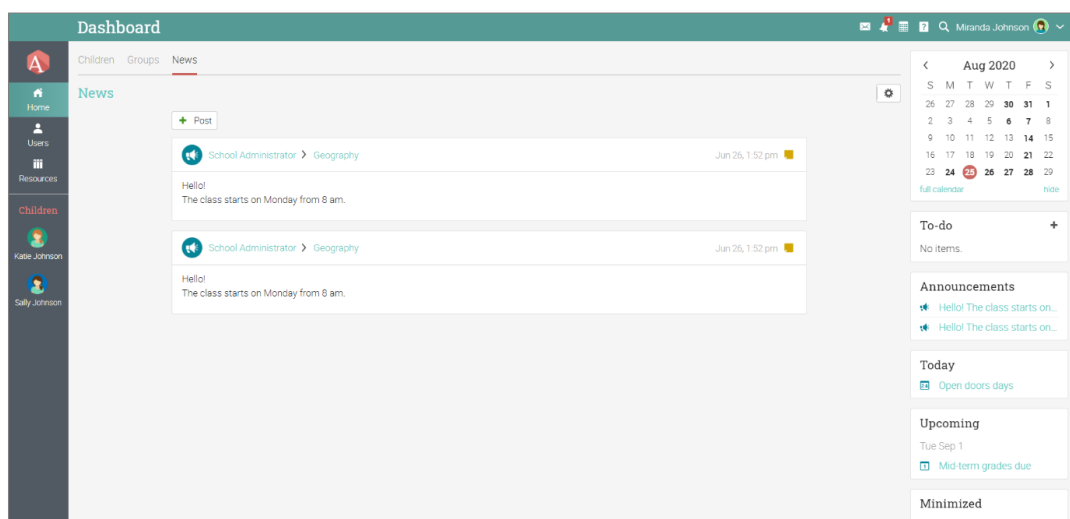 Dashboard
1
Miranda Johnson
A
Home
Users
Resources
Children
Katie Johnson
Sally Johnson
Children Groups News
News
+ Post
School Administrator > Geography
Jun 26, 1:52 pm
Hello!
The class starts on Monday from 8 am.
School Administrator > Geography
Jun 26, 1:52 pm
Hello!
The class starts on Monday from 8 am.
< Aug 2020 >
S M T W T F S
26 27 28 29 30 31 1
2 3 4 5 6 7 8
9 10 11 12 13 14 15
16 17 18 19 20 21 22
23 24 25 26 27 28 29
full calendar hide
To-do +
No items.
Announcements
Hello! The class starts on...
Hello! The class starts on...
Today
Open doors days
Upcoming
Tue Sep 1
1 Mid-term grades due
Minimized